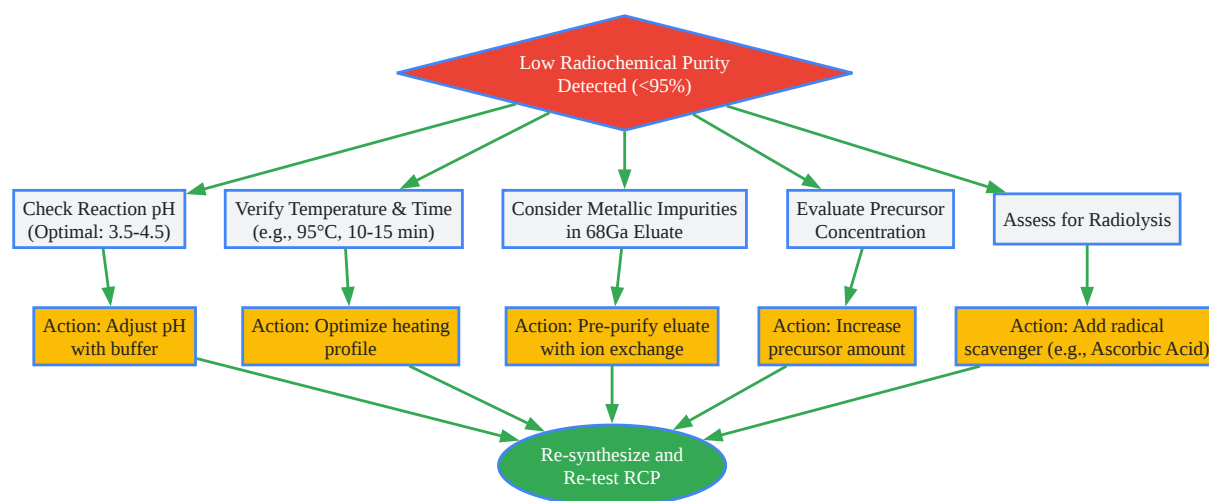 Low Radiochemical Purity
Detected (<95%)
Check Reaction pH
(Optimal: 3.5-4.5)
Verify Temperature & Time
(e.g., 95°C, 10-15 min)
Consider Metallic Impurities
in 68Ga Eluate
Evaluate Precursor
Concentration
Assess for Radiolysis
Action: Adjust pH
with buffer
Action: Optimize heating
profile
Action: Pre-purify eluate
with ion exchange
Action: Increase
precursor amount
Action: Add radical
scavenger (e.g., Ascorbic Acid)
Re-synthesize and
Re-test RCP